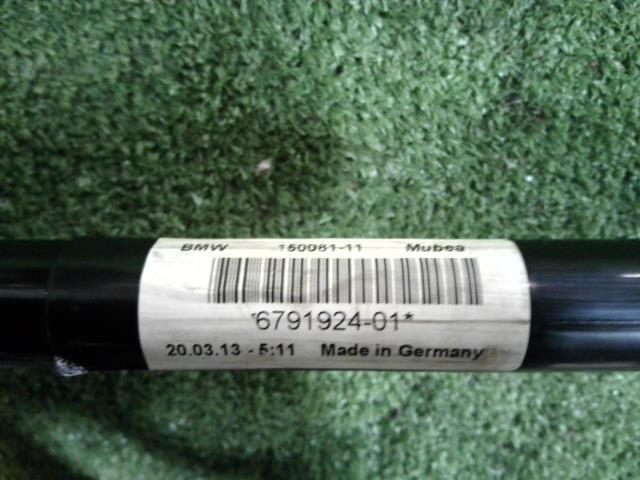 BMW 150081-11 Mubea
*6791924-01*
20.03.13 - 5:11 Made in Germany